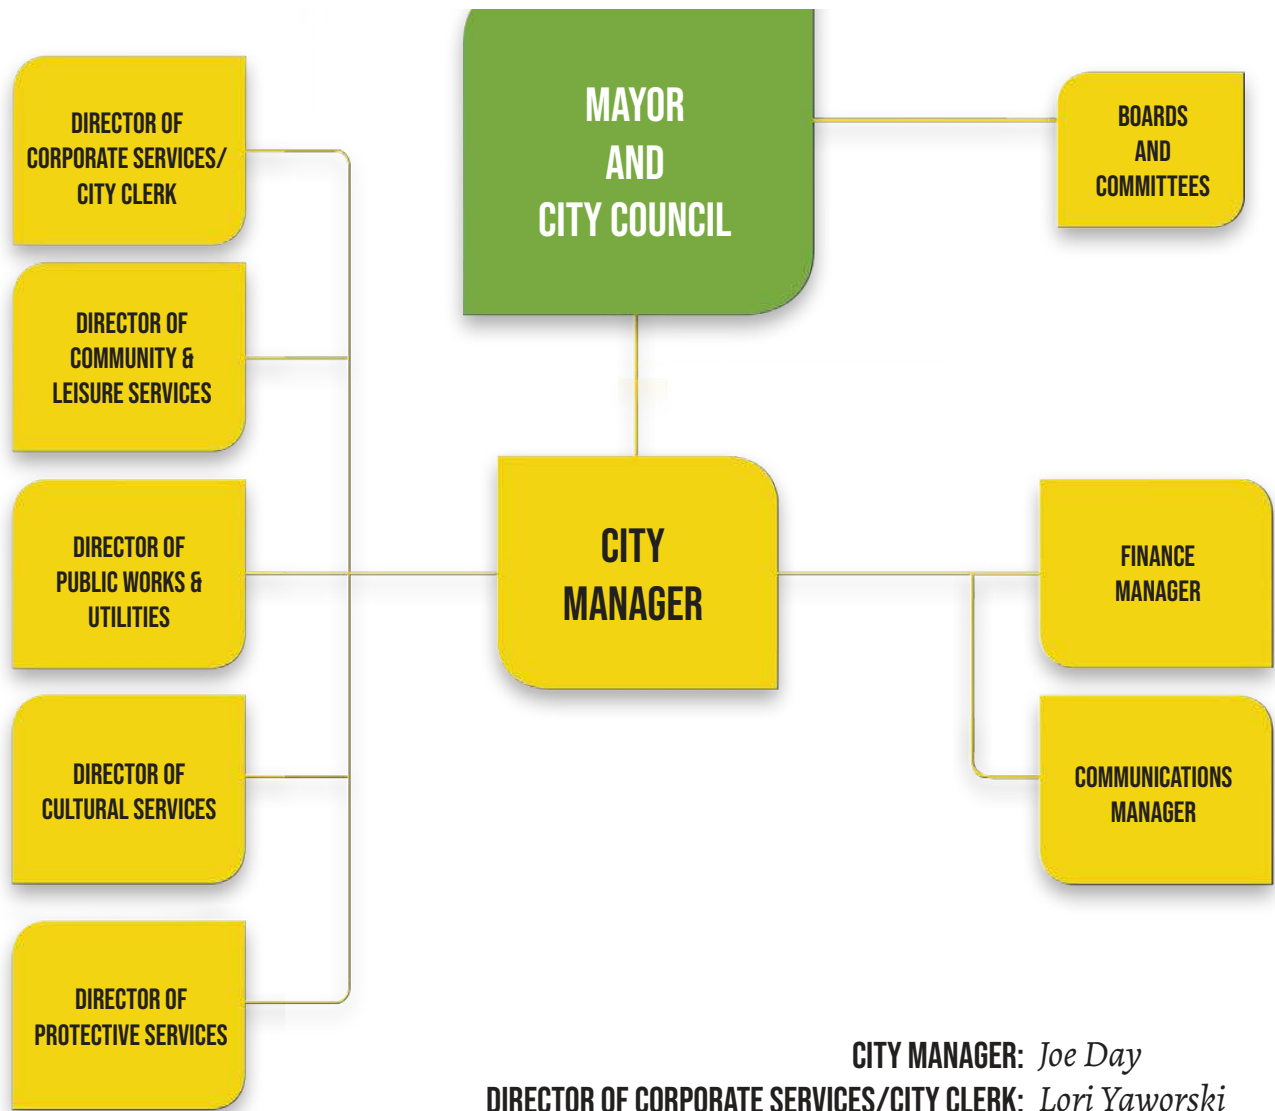 MAYOR
AND
CITY COUNCIL
BOARDS
AND
COMMITTEES
DIRECTOR OF
CORPORATE SERVICES/
CITY CLERK
DIRECTOR OF
COMMUNITY &
LEISURE SERVICES
DIRECTOR OF
PUBLIC WORKS &
UTILITIES
DIRECTOR OF
CULTURAL SERVICES
DIRECTOR OF
PROTECTIVE SERVICES
CITY
MANAGER
FINANCE
MANAGER
COMMUNICATIONS
MANAGER
CITY MANAGER: Joe Day
DIRECTOR OF CORPORATE SERVICES/CITY CLERK: Lori Yaworski